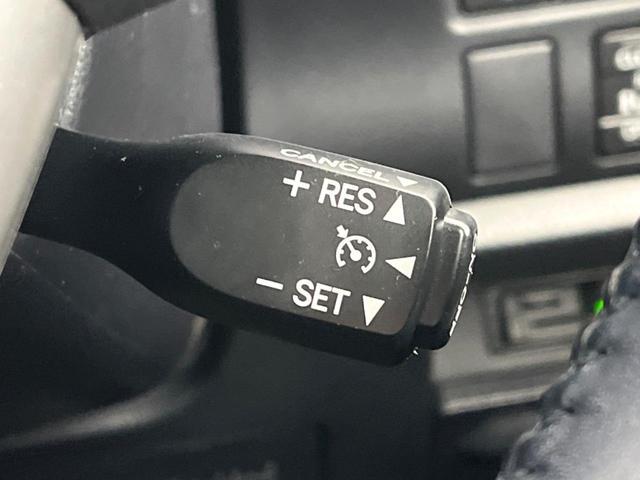 CANCEL ▼
+ RES ▲
◀
− SET ▼